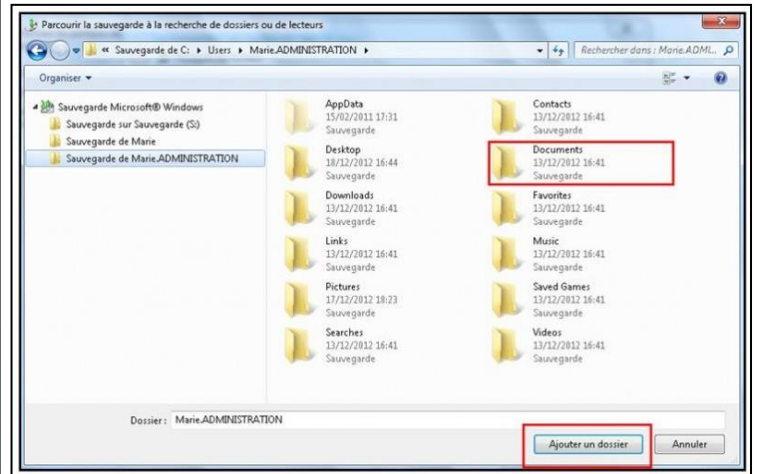 Parcourir la sauvegarde à la recherche de dossiers ou de lecteurs
« Sauvegarde de C: ▸ Users ▸ Marie.ADMINISTRATION ▸
Rechercher dans : Marie.ADMI...
Organiser
Sauvegarde Microsoft® Windows
Sauvegarde sur Sauvegarde (S:)
Sauvegarde de Marie
Sauvegarde de Marie.ADMINISTRATION
AppData
15/02/2011 17:31
Sauvegarde
Contacts
13/12/2012 16:41
Sauvegarde
Desktop
18/12/2012 16:44
Sauvegarde
Documents
13/12/2012 16:41
Sauvegarde
Downloads
13/12/2012 16:41
Sauvegarde
Favorites
13/12/2012 16:41
Sauvegarde
Links
13/12/2012 16:41
Sauvegarde
Music
13/12/2012 16:41
Sauvegarde
Pictures
17/12/2012 18:23
Sauvegarde
Saved Games
13/12/2012 16:41
Sauvegarde
Searches
13/12/2012 16:41
Sauvegarde
Videos
13/12/2012 16:41
Sauvegarde
Dossier : Marie.ADMINISTRATION
Ajouter un dossier
Annuler